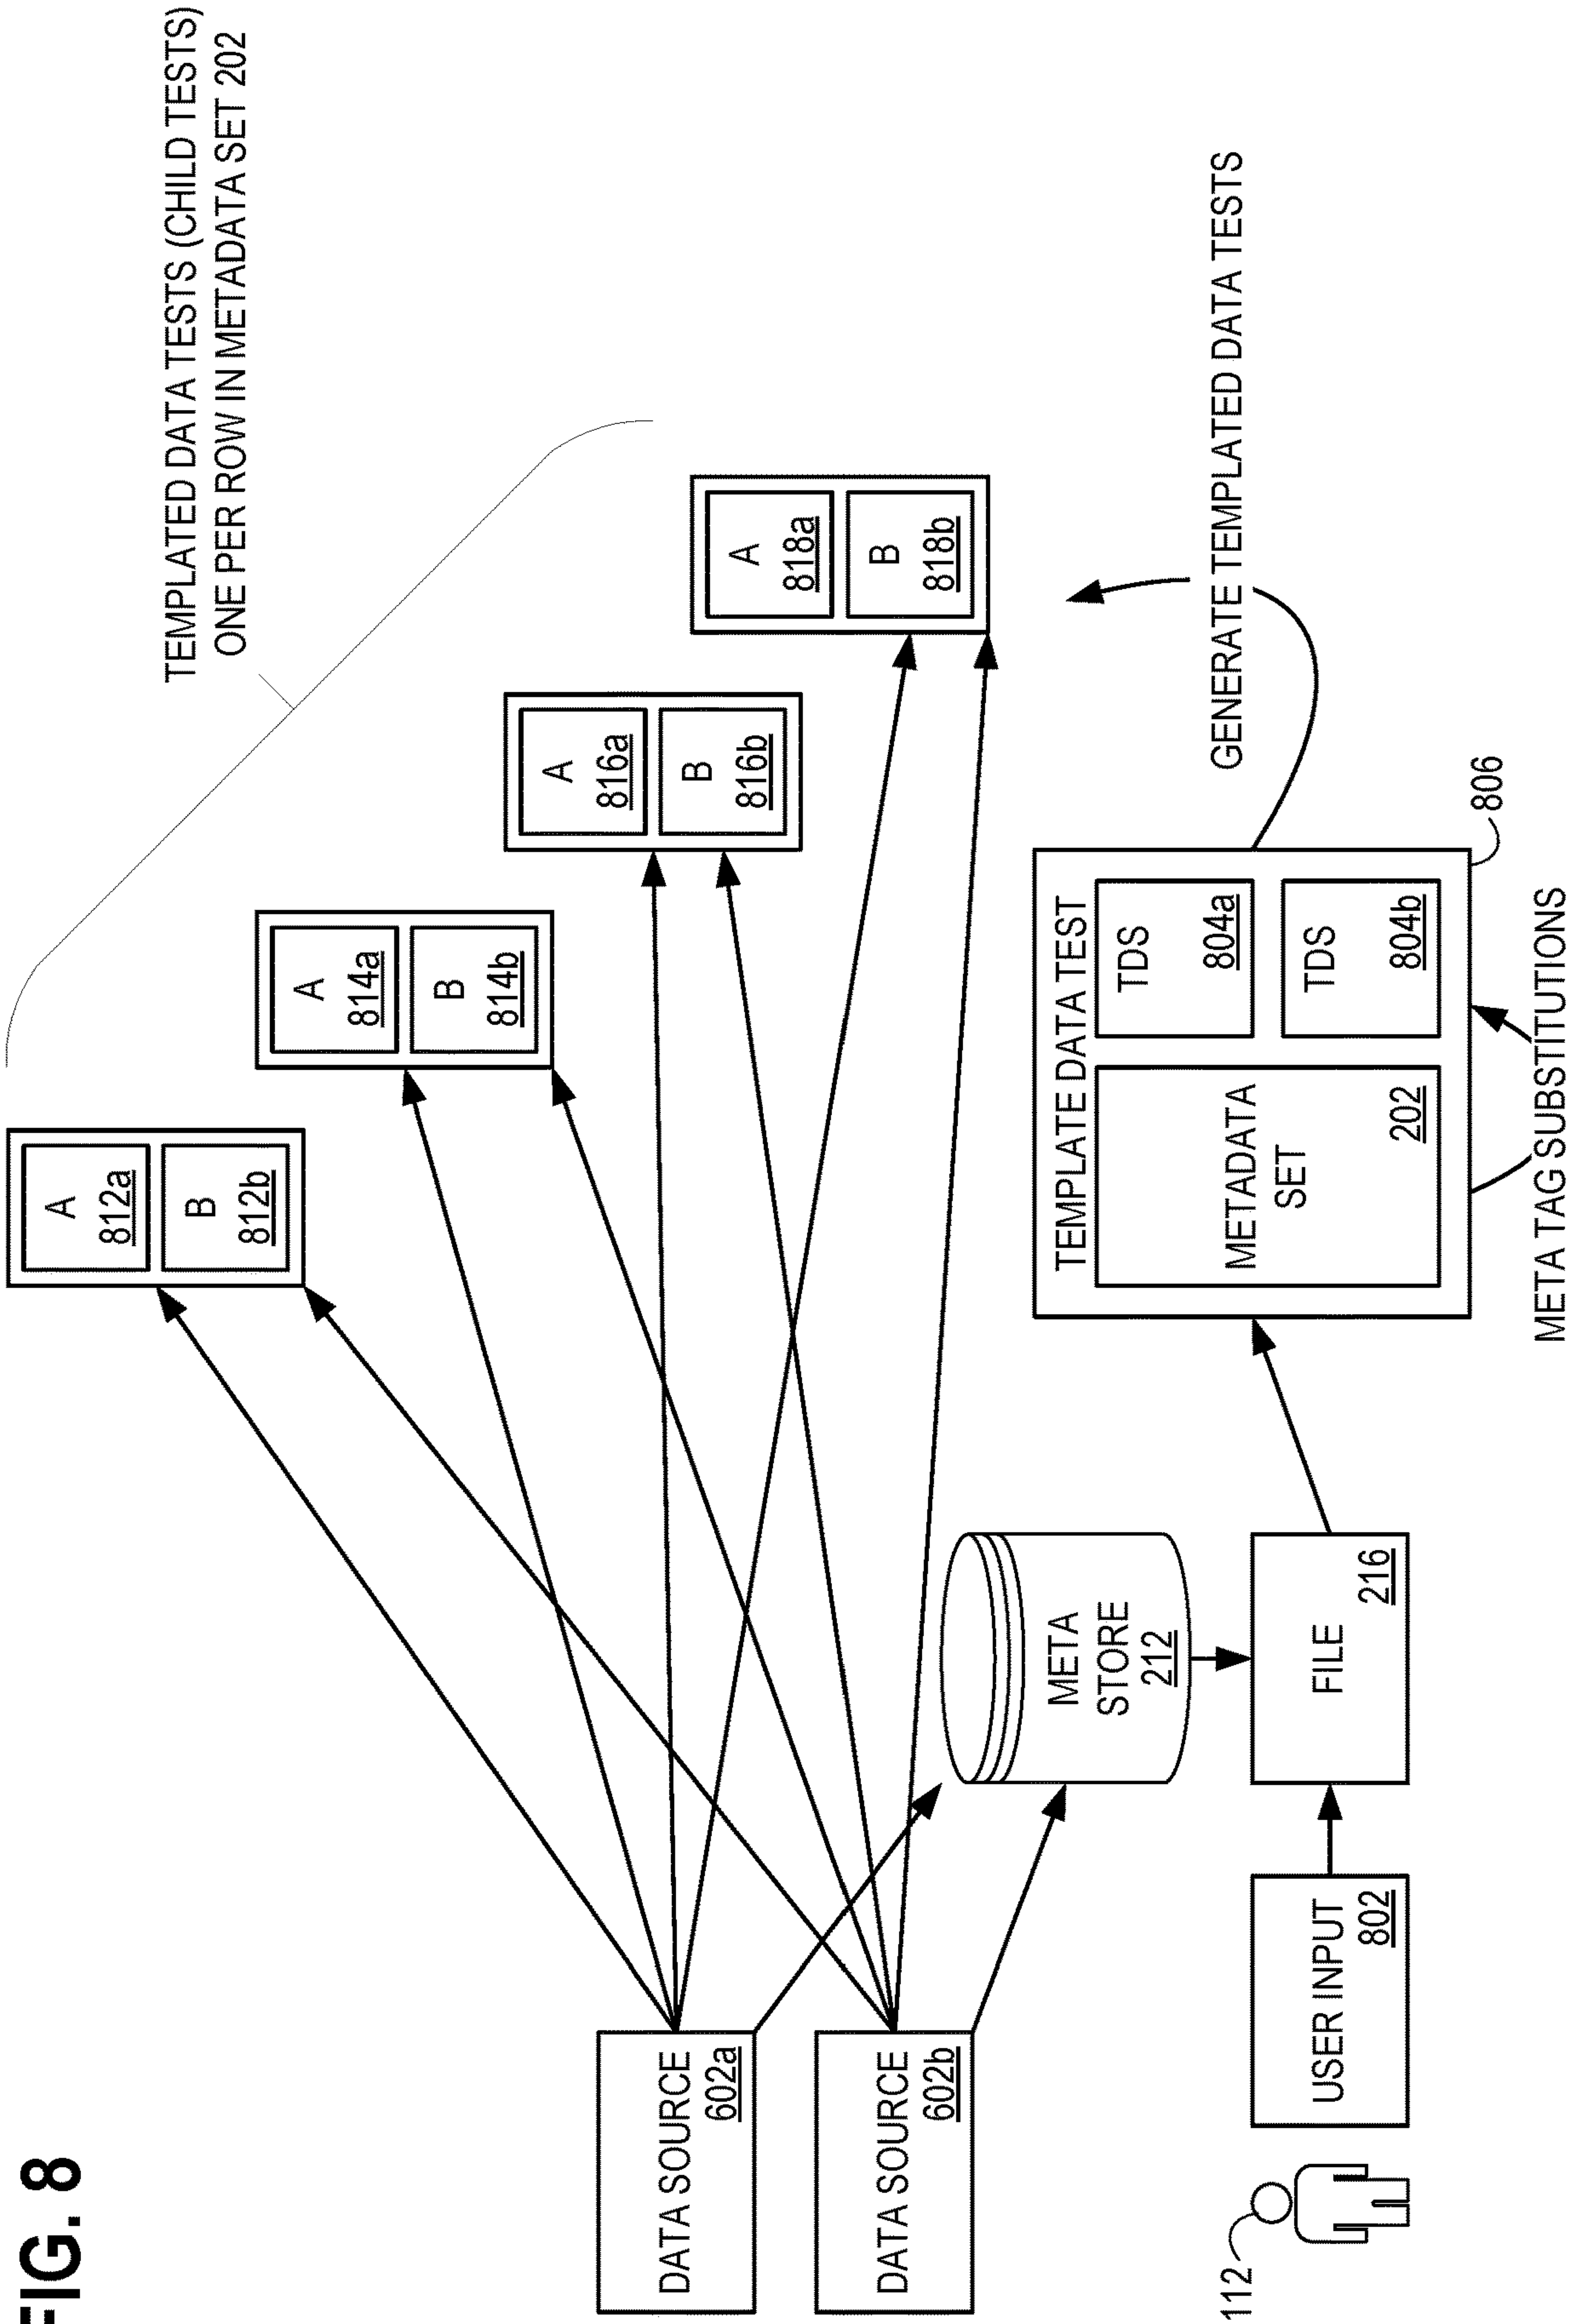 FIG. 8
TEMPLATED DATA TESTS (CHILD TESTS)
ONE PER ROW IN METADATA SET 202
A
812a
B
812b
A
814a
B
814b
A
816a
B
816b
A
818a
B
818b
DATA SOURCE
602a
DATA SOURCE
602b
META
STORE
212
GENERATE TEMPLATED DATA TESTS
TEMPLATE DATA TEST
METADATA
SET
202
TDS
804a
TDS
804b
806
META TAG SUBSTITUTIONS
112
USER INPUT
802
FILE
216